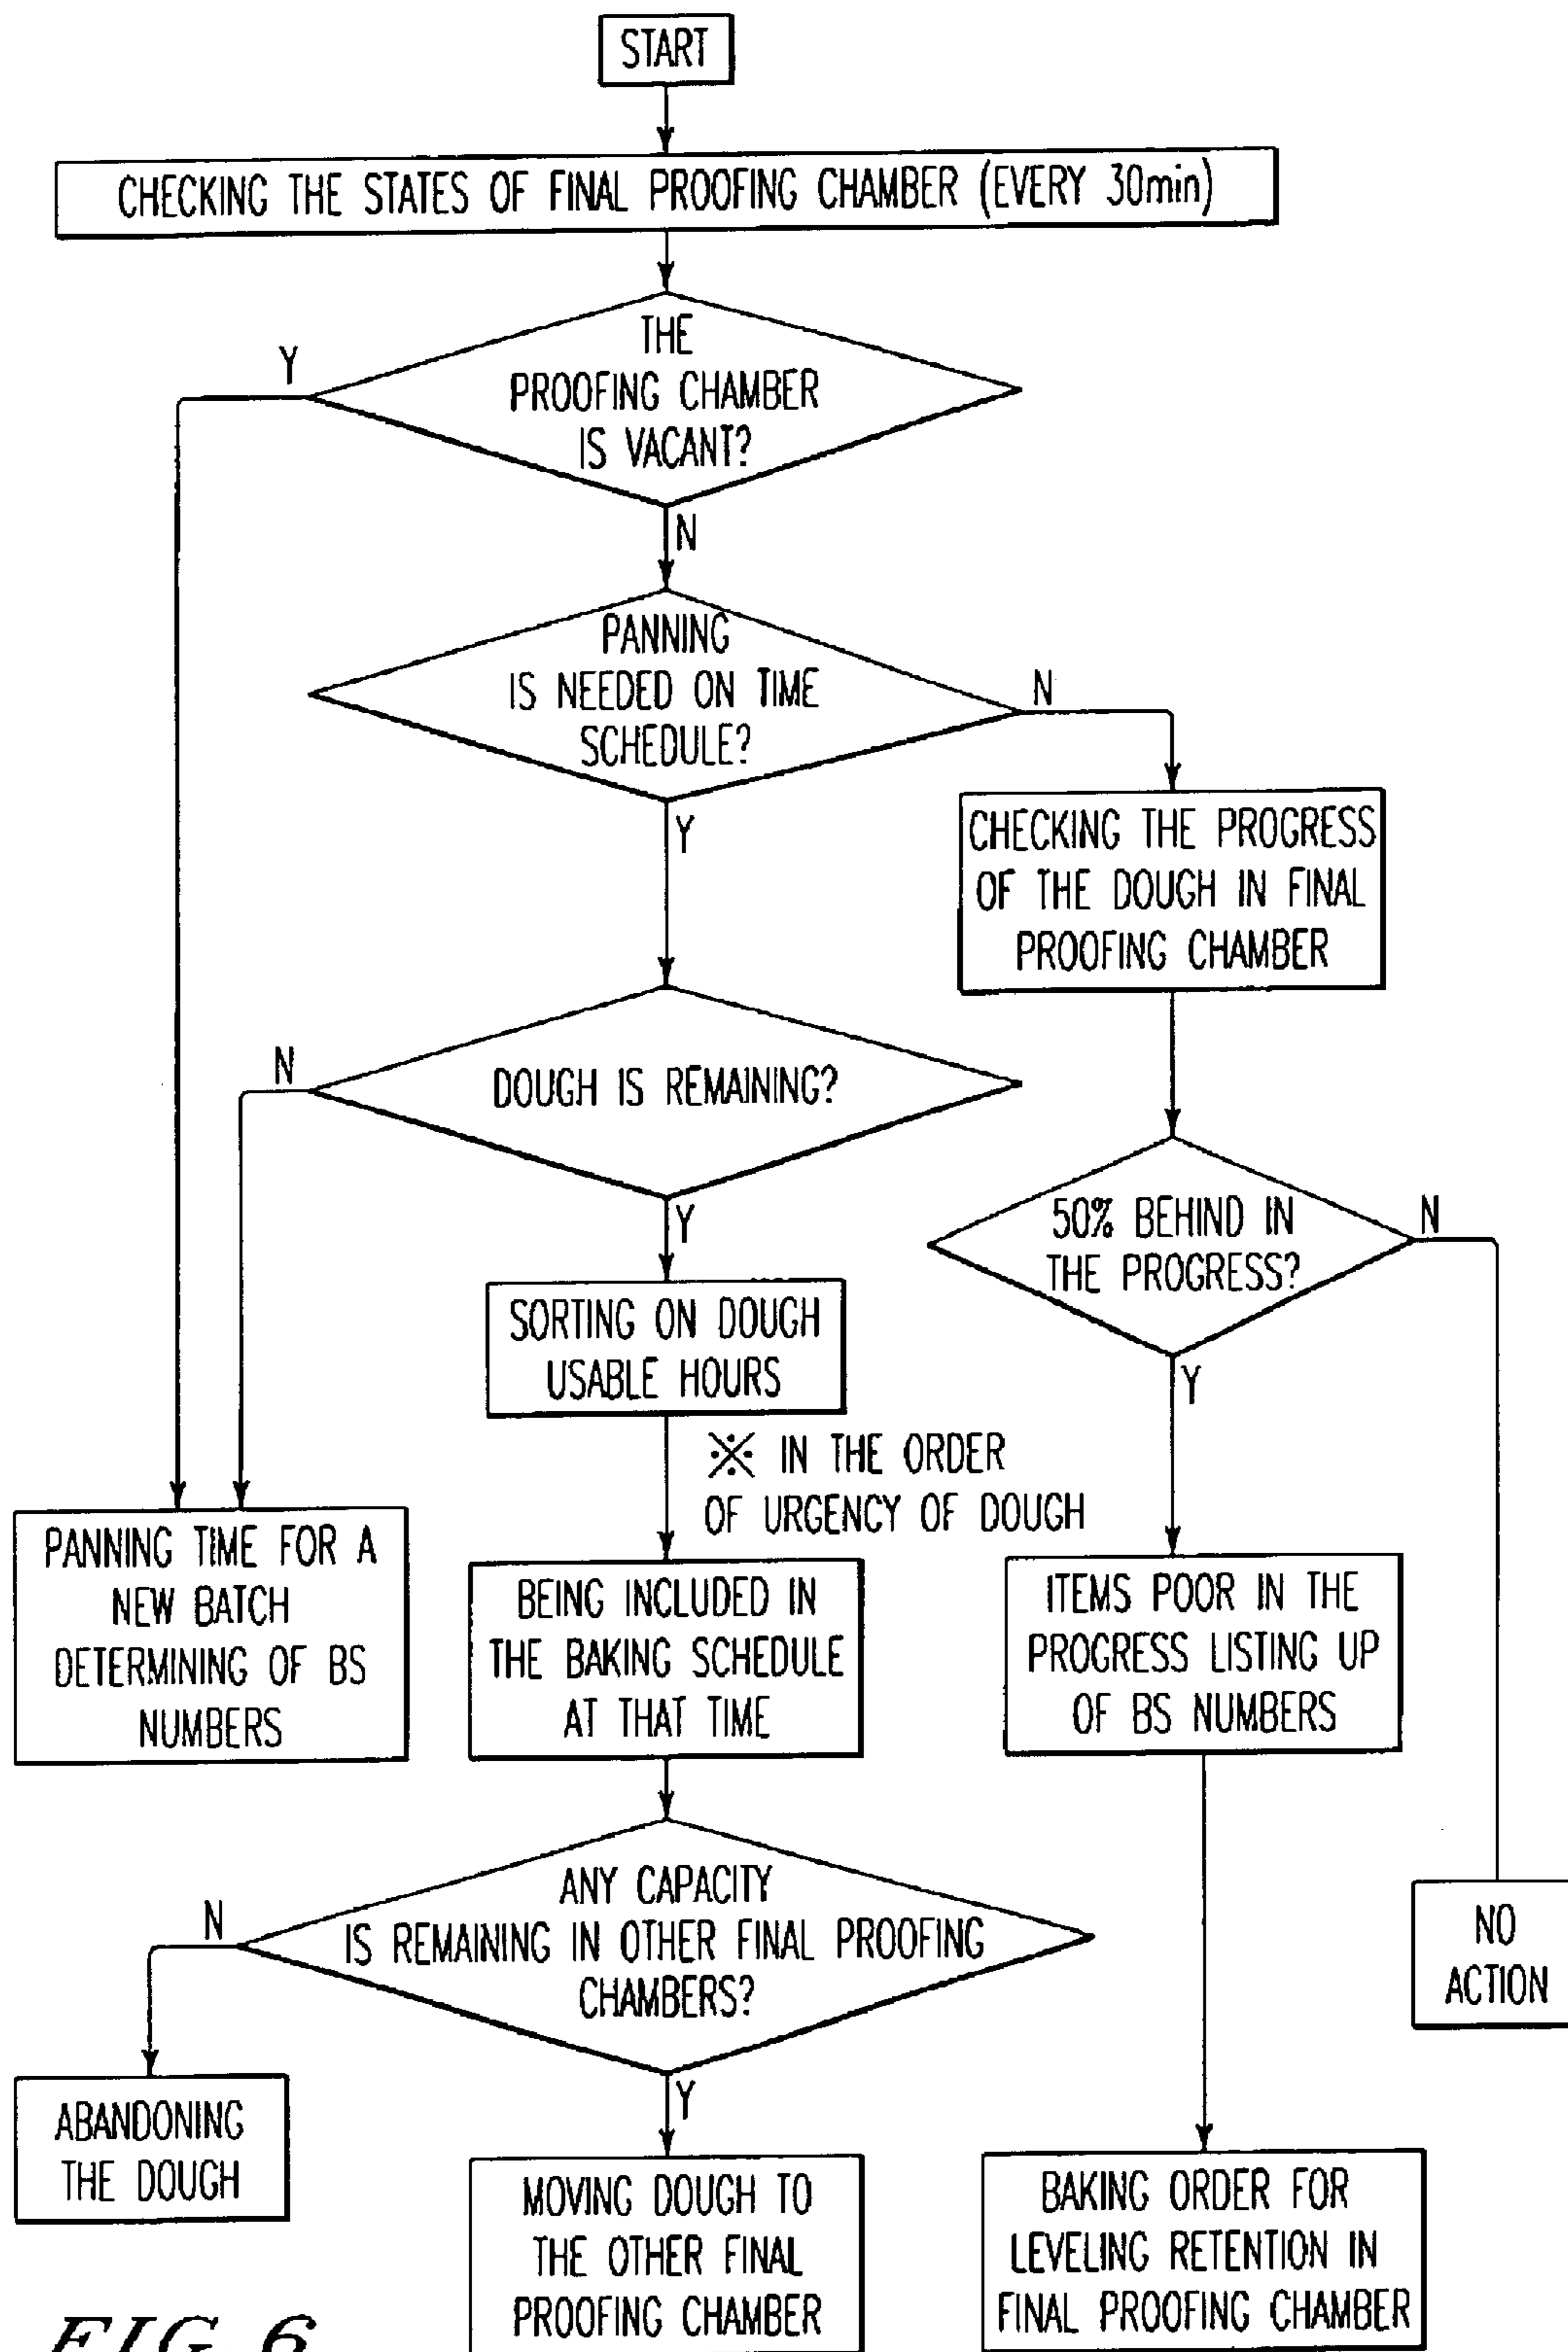 START
CHECKING THE STATES OF FINAL PROOFING CHAMBER (EVERY 30min)
THE
PROOFING CHAMBER
IS VACANT?
Y
N
PANNING
IS NEEDED ON TIME
SCHEDULE?
N
Y
CHECKING THE PROGRESS
OF THE DOUGH IN FINAL
PROOFING CHAMBER
DOUGH IS REMAINING?
N
Y
50% BEHIND IN
THE PROGRESS?
N
Y
SORTING ON DOUGH
USABLE HOURS
※ IN THE ORDER
OF URGENCY OF DOUGH
PANNING TIME FOR A
NEW BATCH
DETERMINING OF BS
NUMBERS
BEING INCLUDED IN
THE BAKING SCHEDULE
AT THAT TIME
ITEMS POOR IN THE
PROGRESS LISTING UP
OF BS NUMBERS
ANY CAPACITY
IS REMAINING IN OTHER FINAL PROOFING
CHAMBERS?
N
Y
NO
ACTION
ABANDONING
THE DOUGH
MOVING DOUGH TO
THE OTHER FINAL
PROOFING CHAMBER
BAKING ORDER FOR
LEVELING RETENTION IN
FINAL PROOFING CHAMBER
FIG. 6